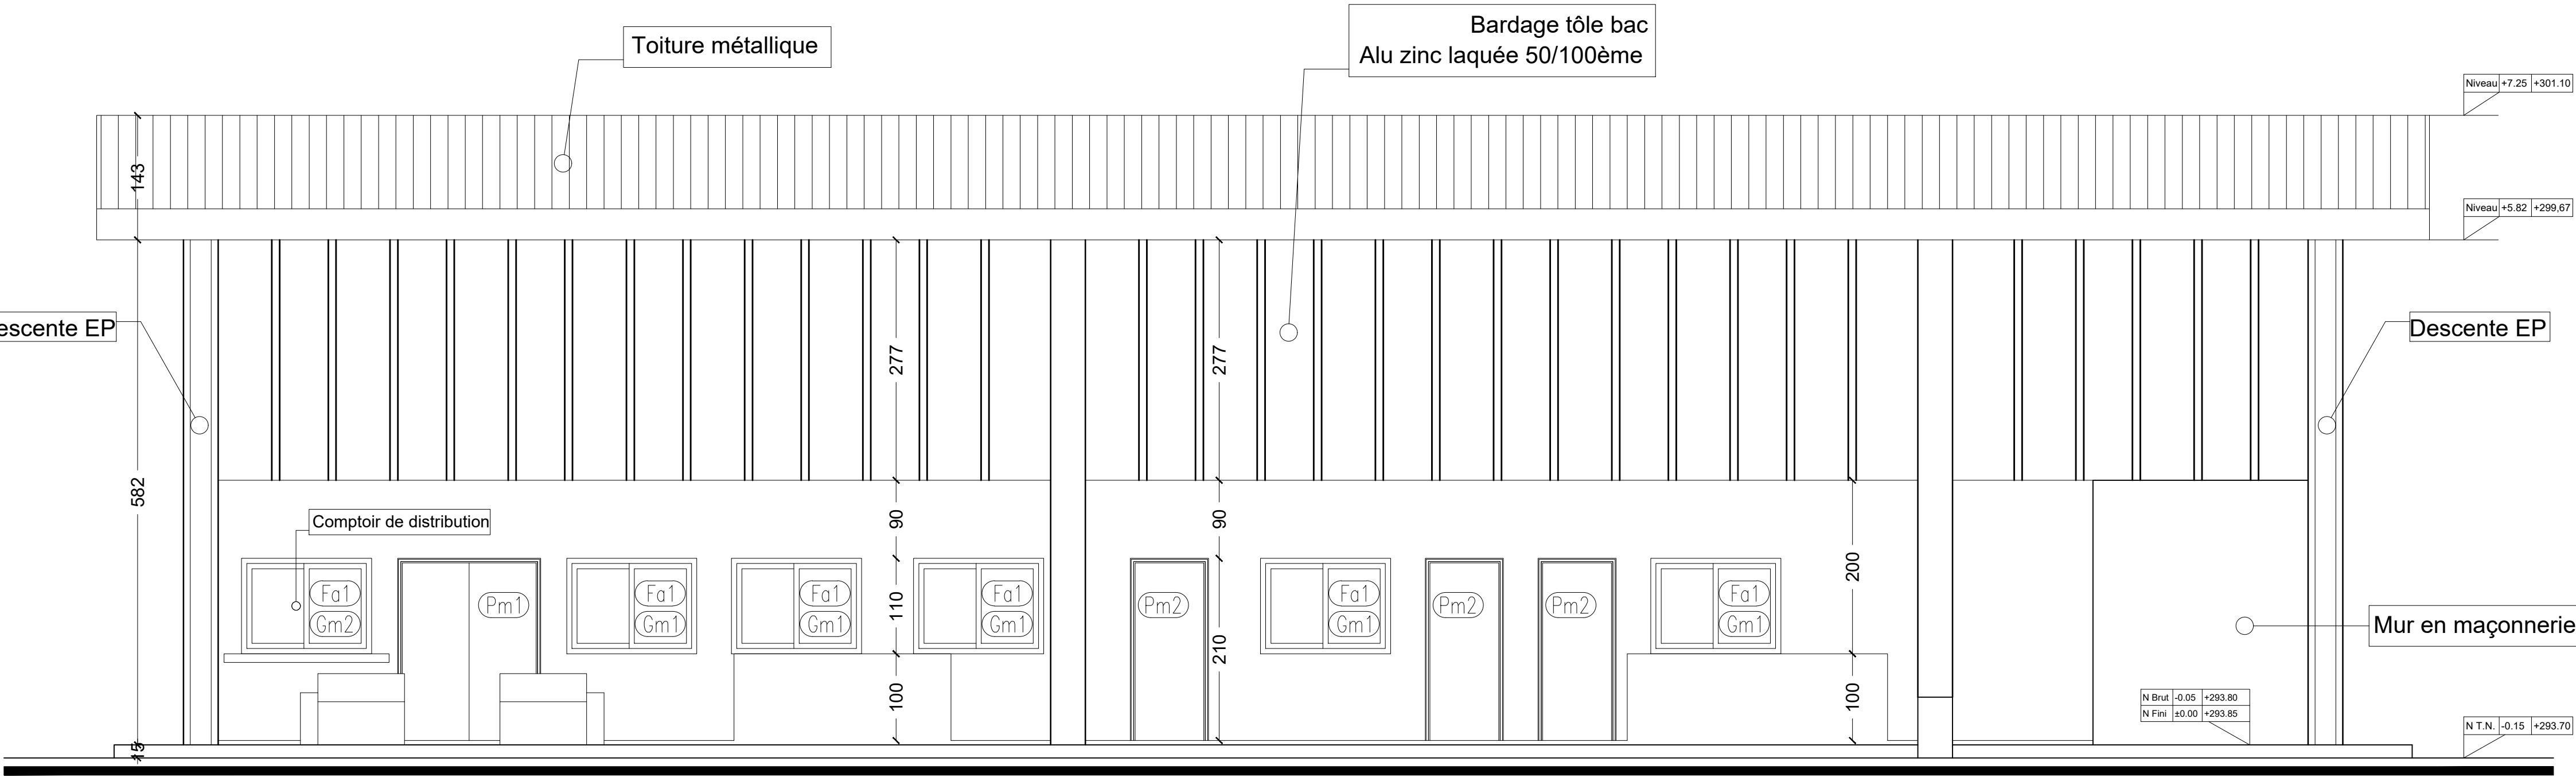 Bardage tôle bac
Alu zinc laquée 50/100ème
Toiture métallique
Niveau +7.25 +301.10
143
Niveau +5.82 +299,67
escente EP
Descente EP
277
277
582
90
90
Comptoir de distribution
200
Fa1
Gm2
Pm1
Fa1
Gm1
Fa1
Gm1
110
Fa1
Gm1
Pm2
210
Fa1
Gm1
Pm2
Pm2
Fa1
Gm1
Mur en maçonnerie
100
100
N Brut -0.05 +293.80
N Fini ±0.00 +293.85
N T.N. -0.15 +293.70
15